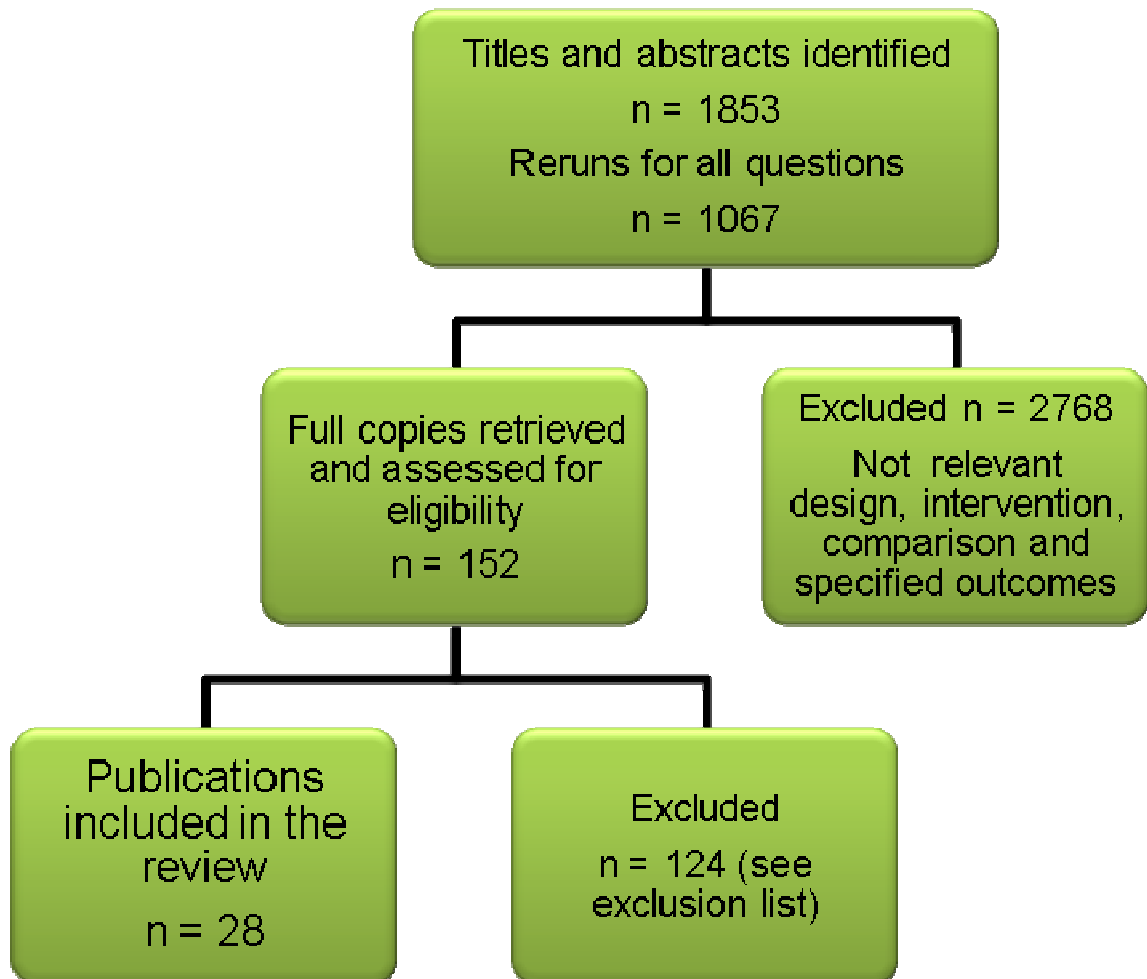 Titles and abstracts identified
n = 1853
Reruns for all questions
n = 1067
Full copies retrieved
and assessed for
eligibility
n = 152
Excluded n = 2768
Not relevant
design, intervention,
comparison and
specified outcomes
Publications
included in the
review
n = 28
Excluded
n = 124 (see
exclusion list)